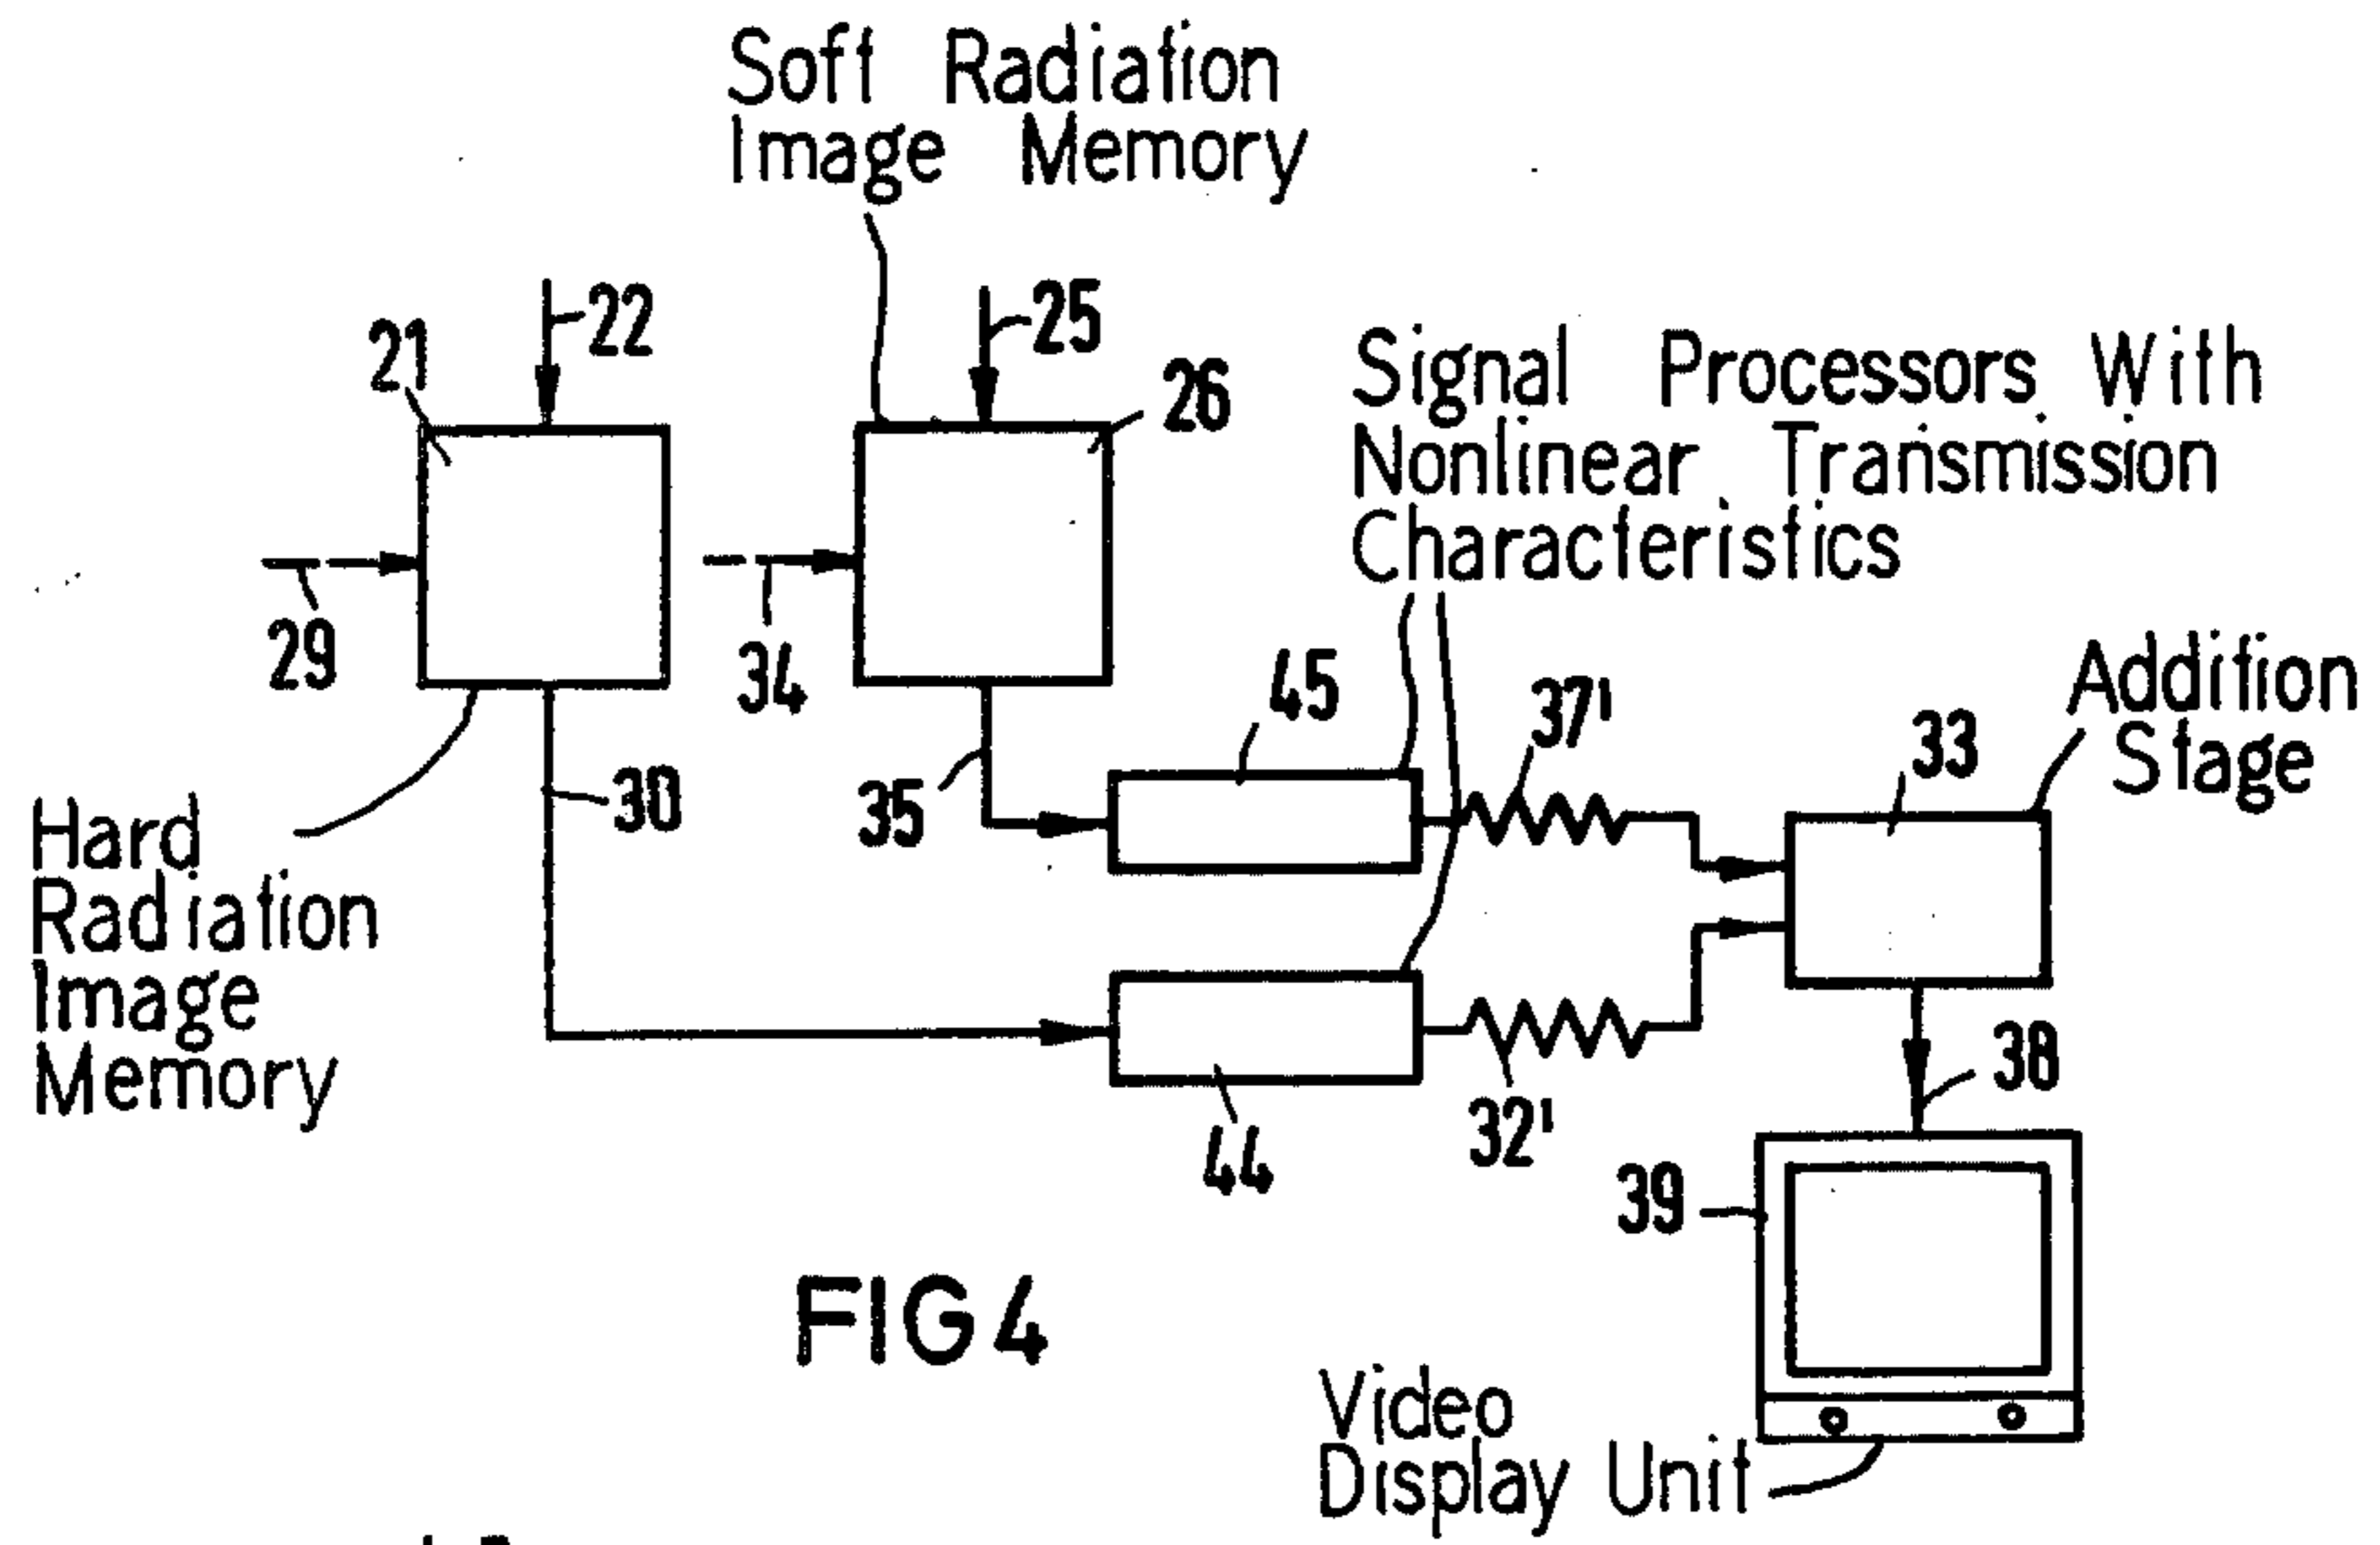 Soft Radiation
Image Memory
22
25
21
26
Signal Processors With
Nonlinear Transmission
Characteristics
29
34
45
37'
33
Addition
Stage
30
35
Hard
Radiation
Image
Memory
44
32'
38
39
FIG 4
Video
Display Unit